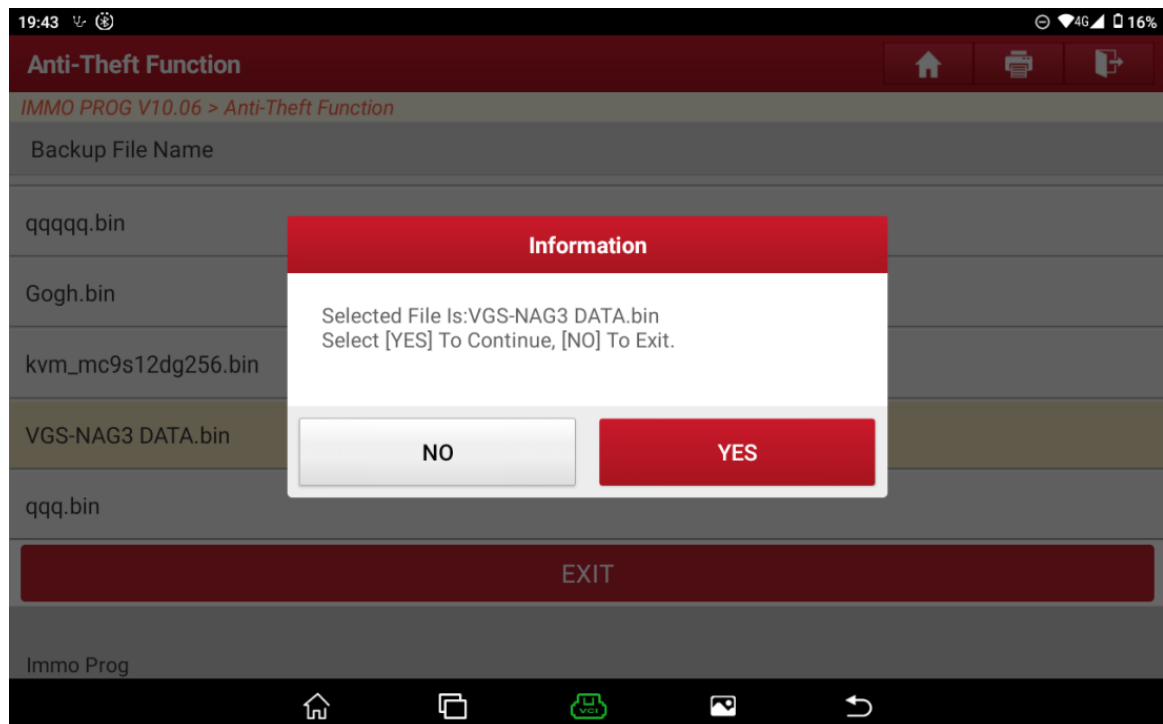 19:43 4G 16%
Anti-Theft Function
IMMO PROG V10.06 > Anti-Theft Function
Backup File Name
qqqqq.bin
Gogh.bin
kvm_mc9s12dg256.bin
VGS-NAG3 DATA.bin
qqq.bin
Information
Selected File Is:VGS-NAG3 DATA.bin
Select [YES] To Continue, [NO] To Exit.
NO YES
EXIT
Immo Prog
VCI